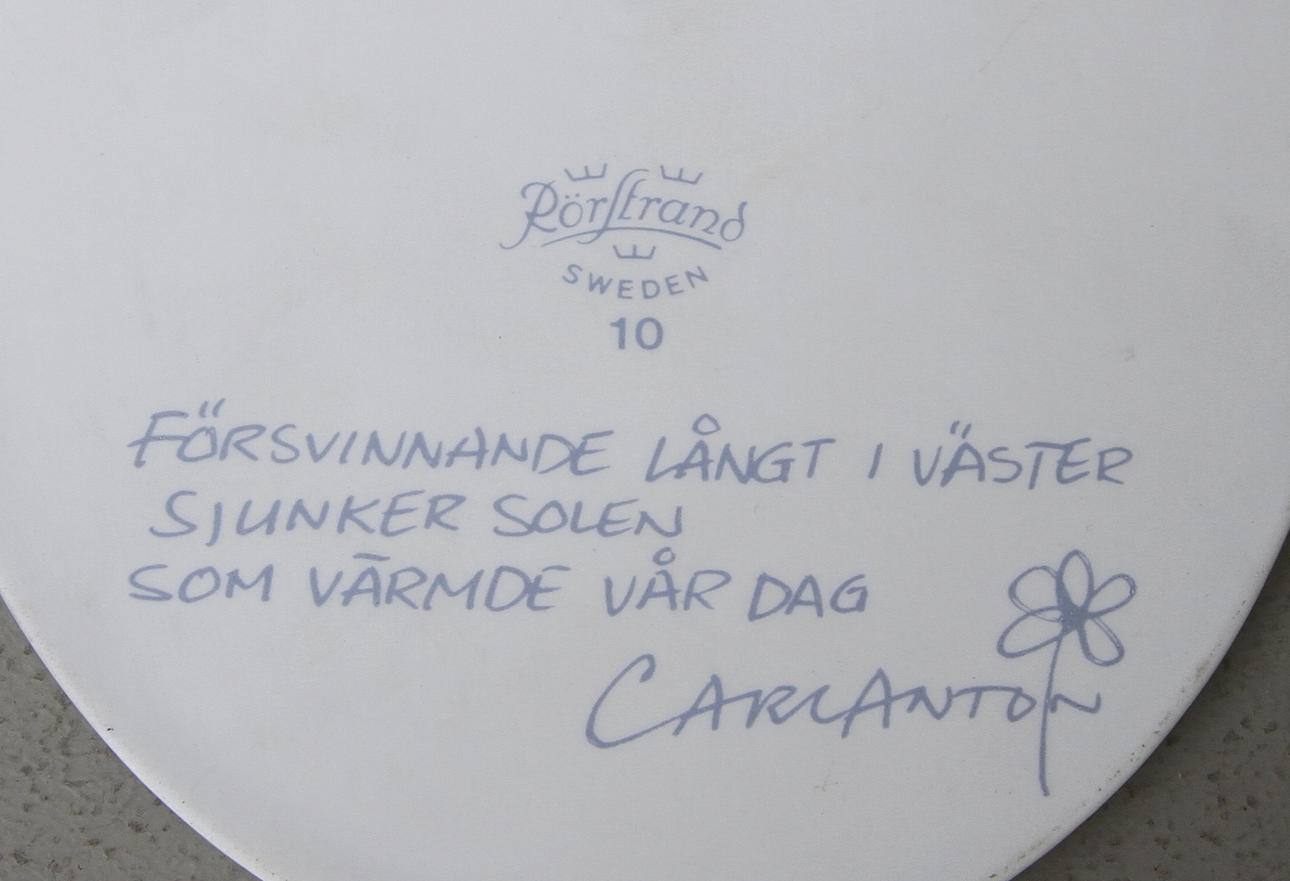 Rörstrand
SWEDEN
10
FÖRSVINNANDE LÅNGT I VÄSTER
SJUNKER SOLEN
SOM VÄRMDE VÅR DAG
CARLANTON